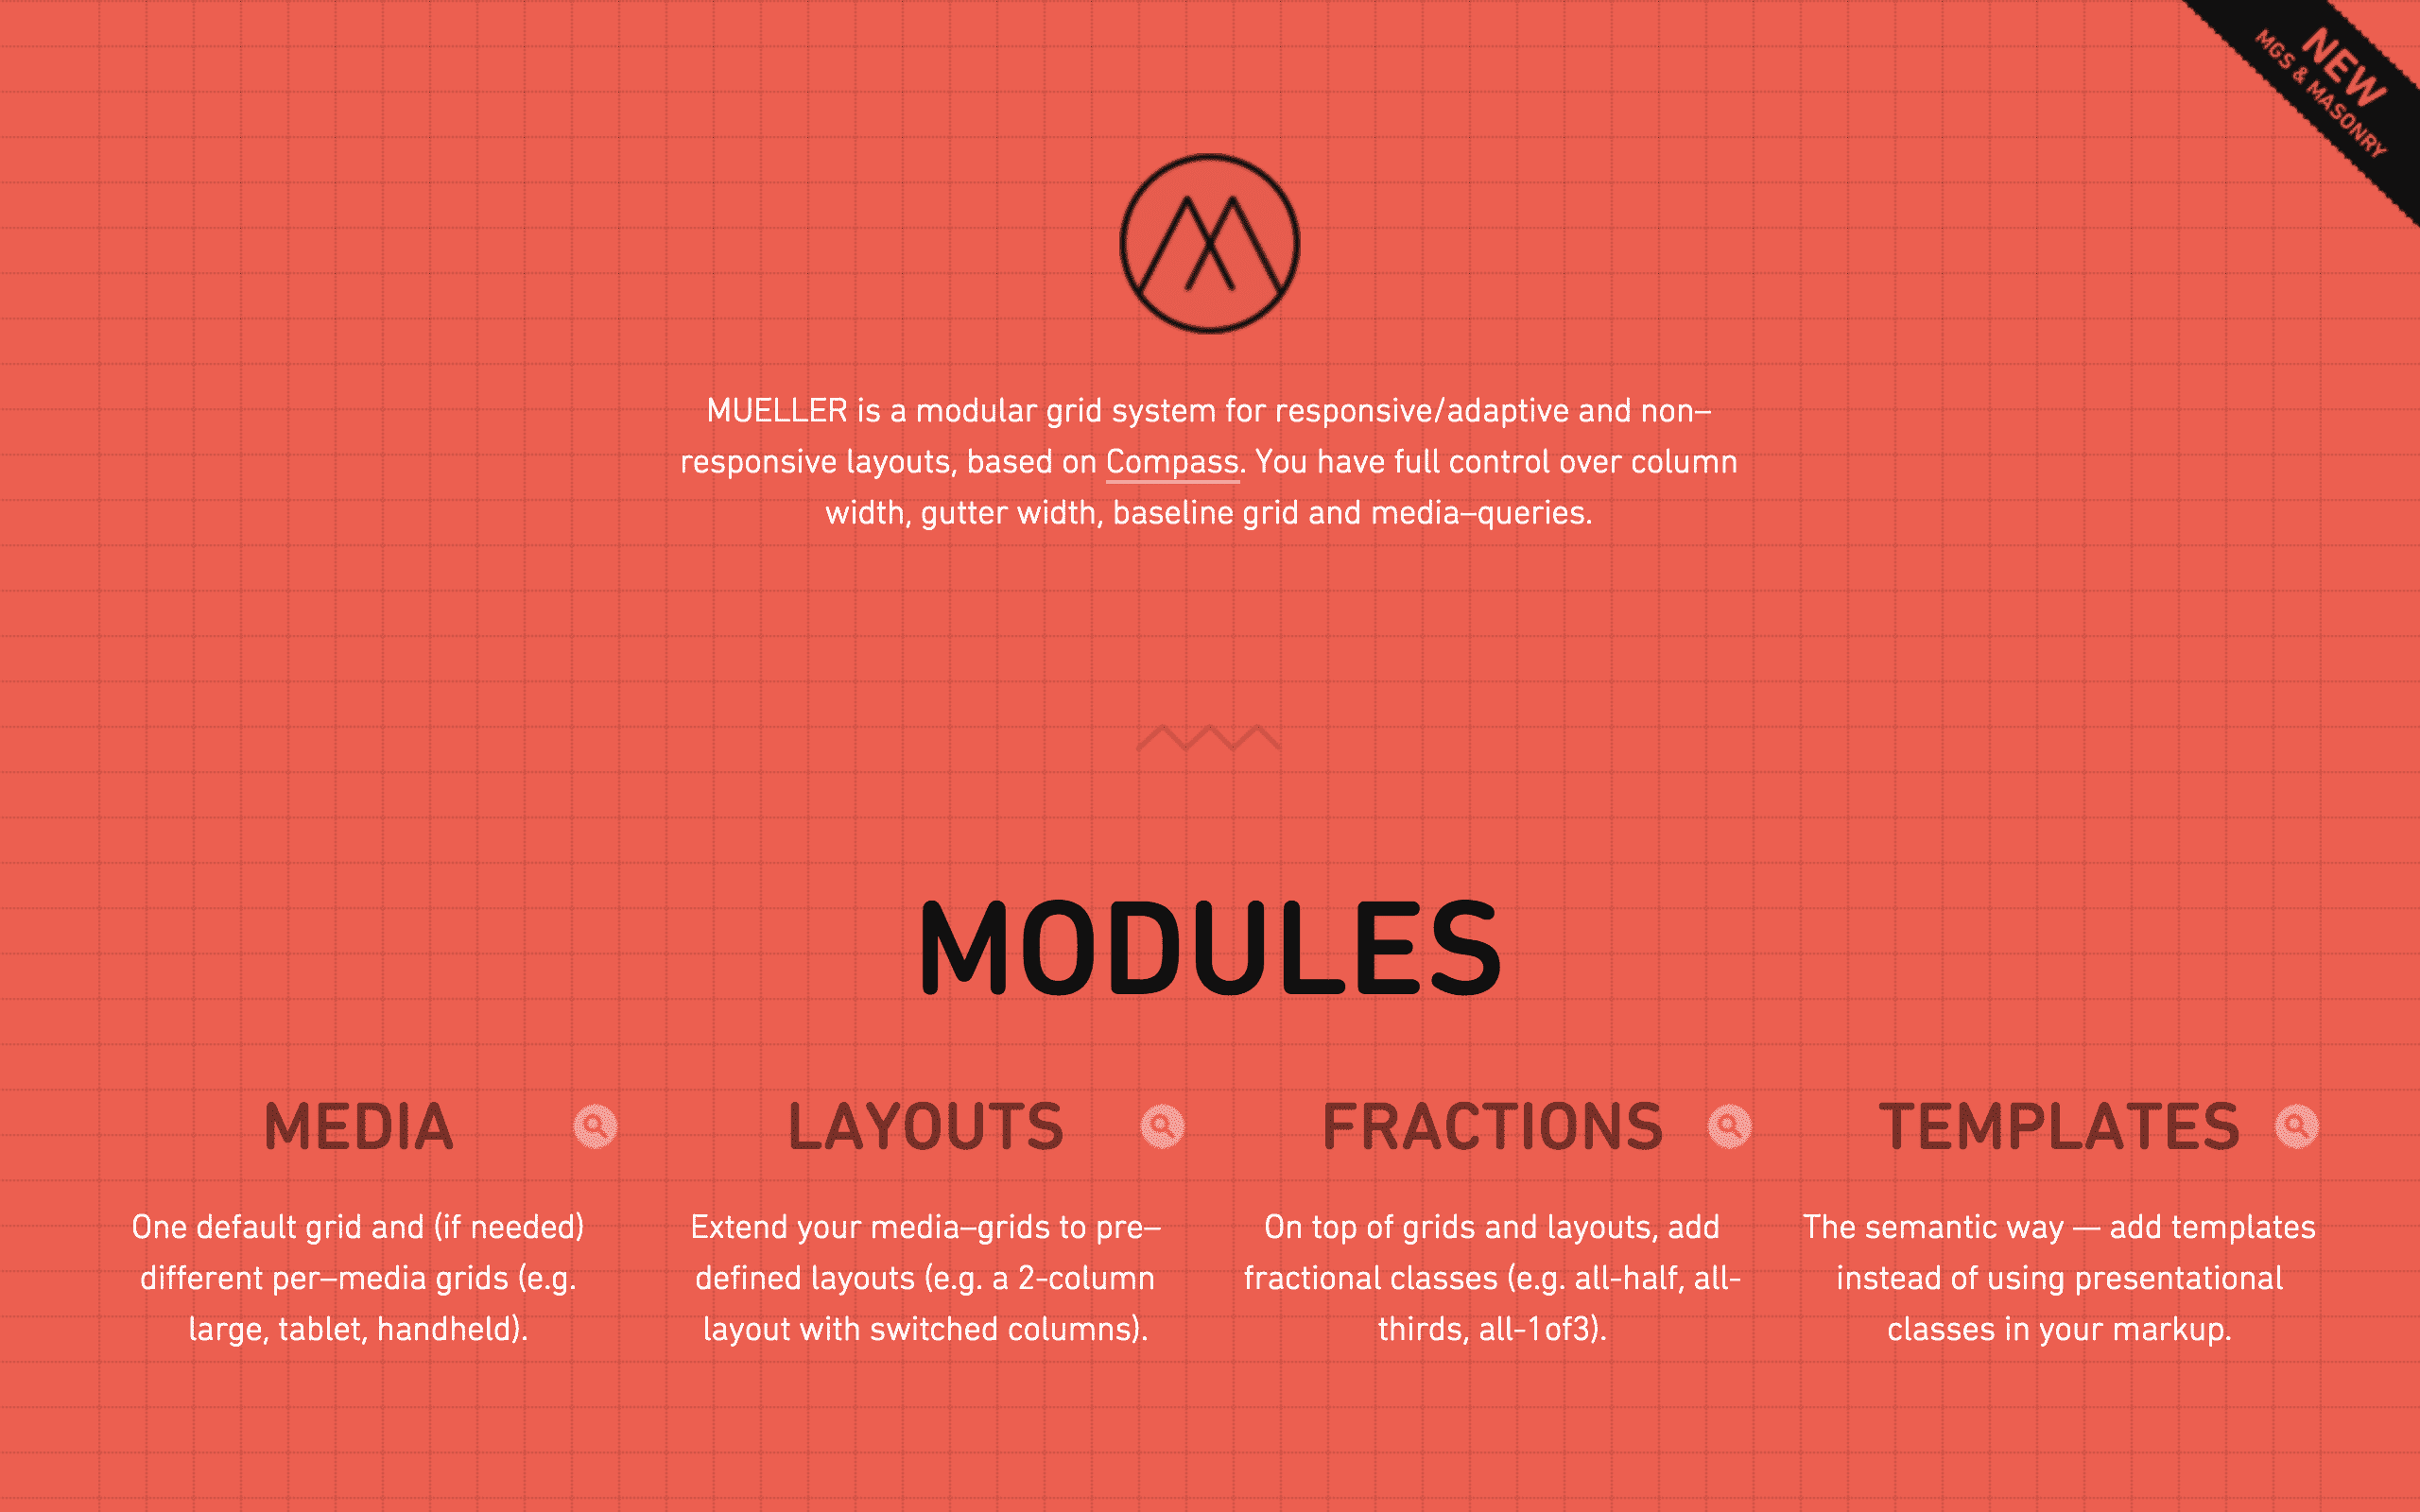 NEW
MGS & MASONRY
MUELLER is a modular grid system for responsive/adaptive and non–
responsive layouts, based on Compass. You have full control over column
width, gutter width, baseline grid and media–queries.
MODULES
MEDIA
One default grid and (if needed)
different per–media grids (e.g.
large, tablet, handheld).
LAYOUTS
Extend your media–grids to pre–
defined layouts (e.g. a 2-column
layout with switched columns).
FRACTIONS
On top of grids and layouts, add
fractional classes (e.g. all-half, all-
thirds, all-1of3).
TEMPLATES
The semantic way — add templates
instead of using presentational
classes in your markup.